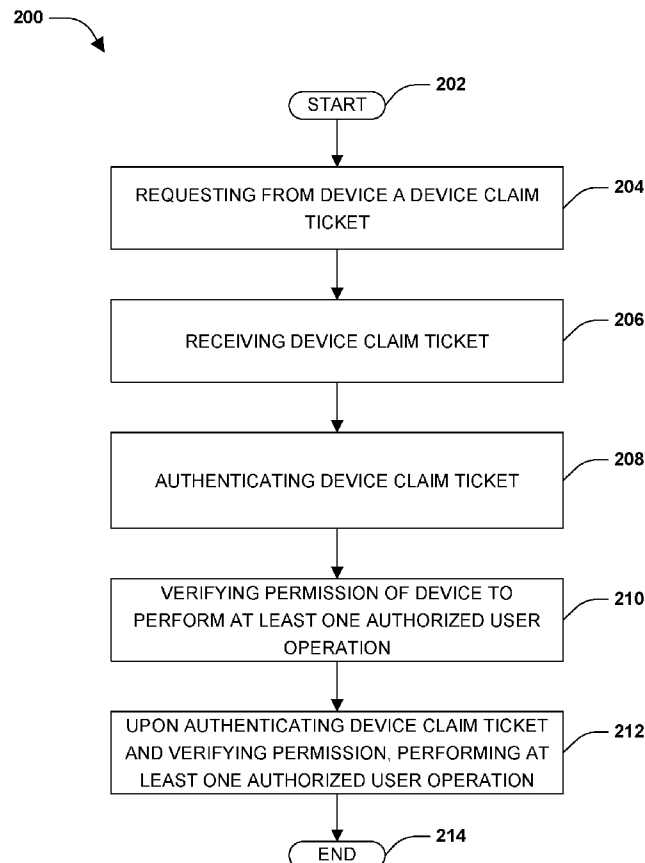 200
START
202
REQUESTING FROM DEVICE A DEVICE CLAIM
TICKET
204
RECEIVING DEVICE CLAIM TICKET
206
AUTHENTICATING DEVICE CLAIM TICKET
208
VERIFYING PERMISSION OF DEVICE TO
PERFORM AT LEAST ONE AUTHORIZED USER
OPERATION
210
UPON AUTHENTICATING DEVICE CLAIM TICKET
AND VERIFYING PERMISSION, PERFORMING AT
LEAST ONE AUTHORIZED USER OPERATION
212
END
214